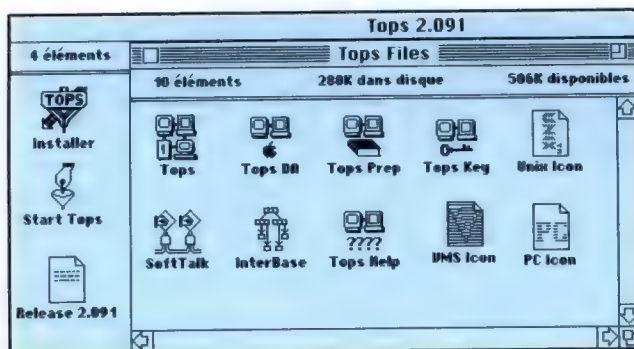 Tops 2.091
4 éléments
Tops Files
10 éléments 280K dans disque 506K disponibles
TOPS
Installer
Start Tops
Release 2.091
1
Tops
Tops DA
Tops Prep
Tops Key
Unix Icon
SoftTalk
InterBase
????
Tops Help
VMS Icon
PC
PC Icon